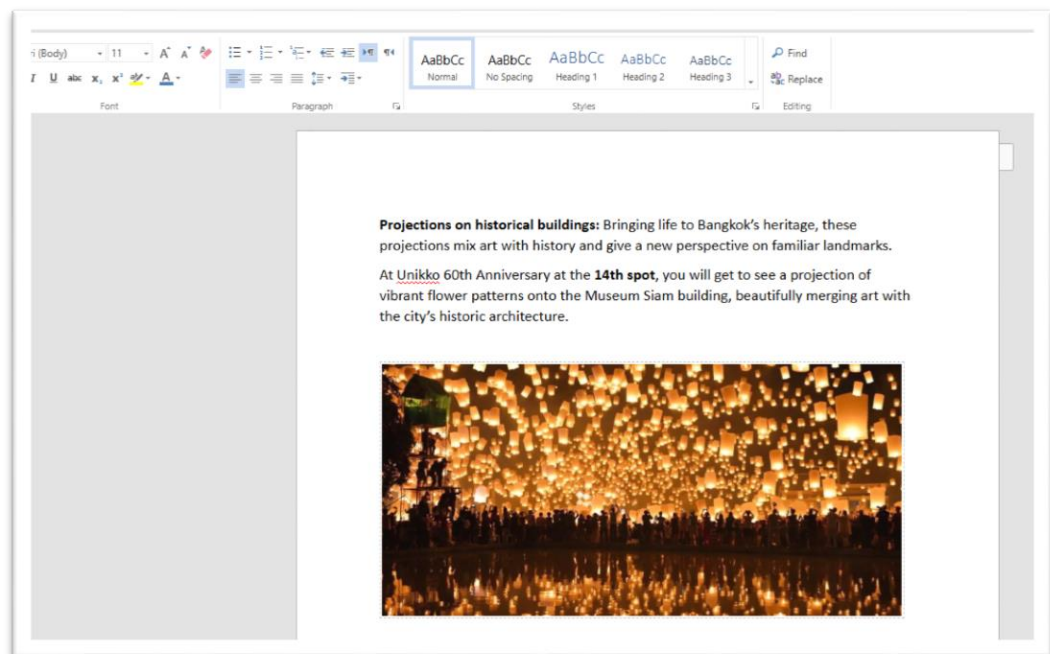 (Body) 11 A A
I U abc x₂ x² A
AaBbCc AaBbCc AaBbCc AaBbCc AaBbCc
Normal No Spacing Heading 1 Heading 2 Heading 3
Find
Replace
Font Paragraph Styles Editing
Projections on historical buildings: Bringing life to Bangkok’s heritage, these
projections mix art with history and give a new perspective on familiar landmarks.
At Unikko 60th Anniversary at the 14th spot, you will get to see a projection of
vibrant flower patterns onto the Museum Siam building, beautifully merging art with
the city’s historic architecture.